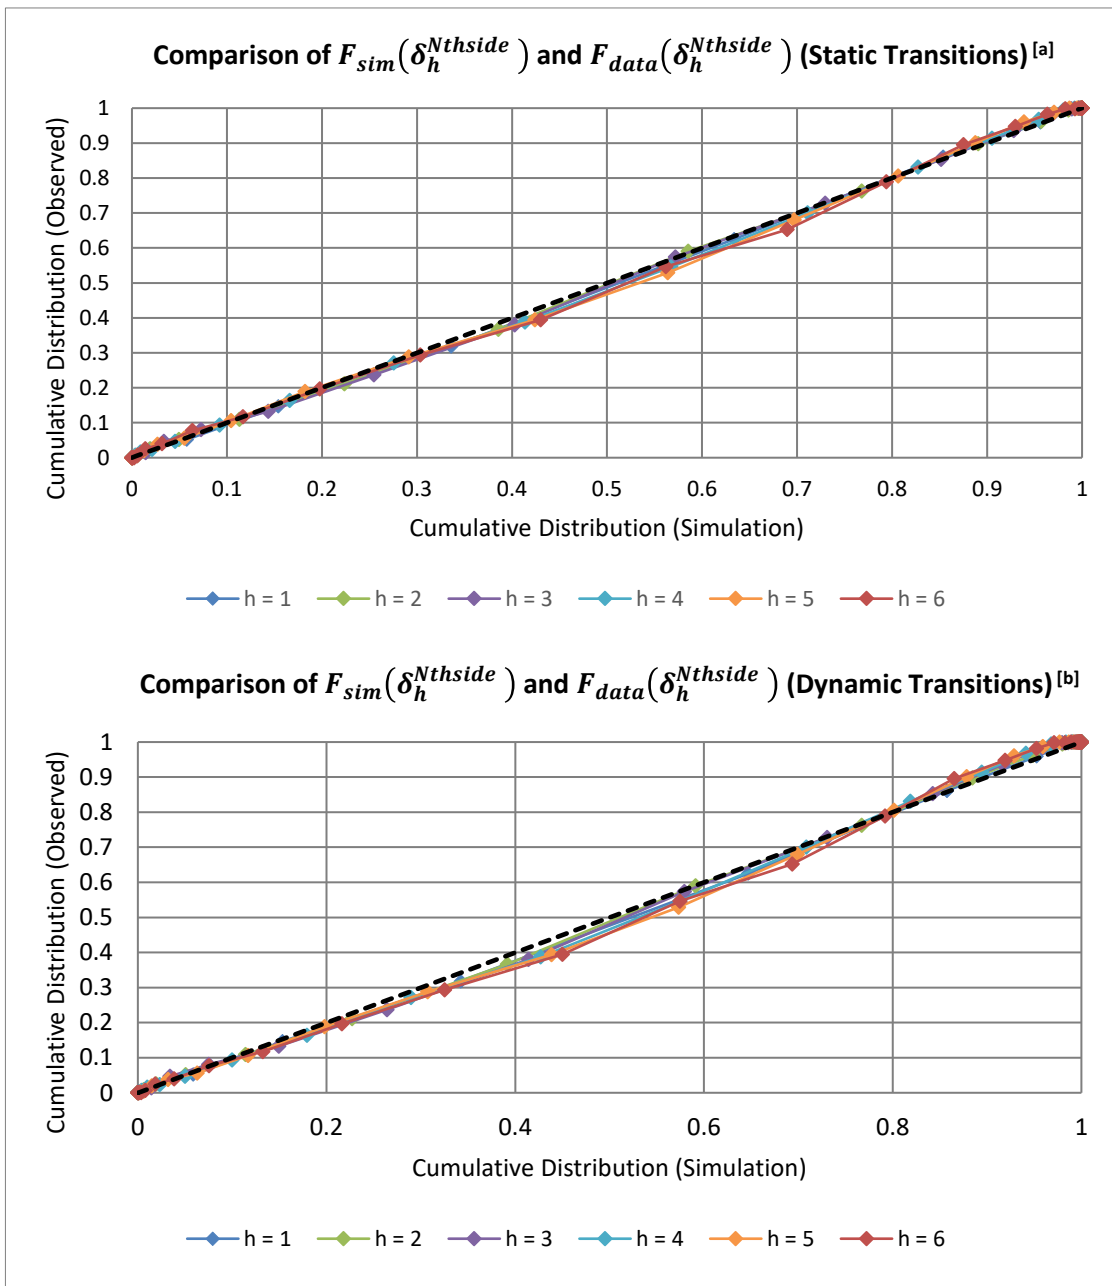 Comparison of F_sim(δ_h^Nthside) and F_data(δ_h^Nthside) (Static Transitions) [a]
Cumulative Distribution (Observed)
1
0.9
0.8
0.7
0.6
0.5
0.4
0.3
0.2
0.1
0
0 0.1 0.2 0.3 0.4 0.5 0.6 0.7 0.8 0.9 1
Cumulative Distribution (Simulation)
h = 1 h = 2 h = 3 h = 4 h = 5 h = 6
Comparison of F_sim(δ_h^Nthside) and F_data(δ_h^Nthside) (Dynamic Transitions) [b]
Cumulative Distribution (Observed)
1
0.9
0.8
0.7
0.6
0.5
0.4
0.3
0.2
0.1
0
0 0.2 0.4 0.6 0.8 1
Cumulative Distribution (Simulation)
h = 1 h = 2 h = 3 h = 4 h = 5 h = 6